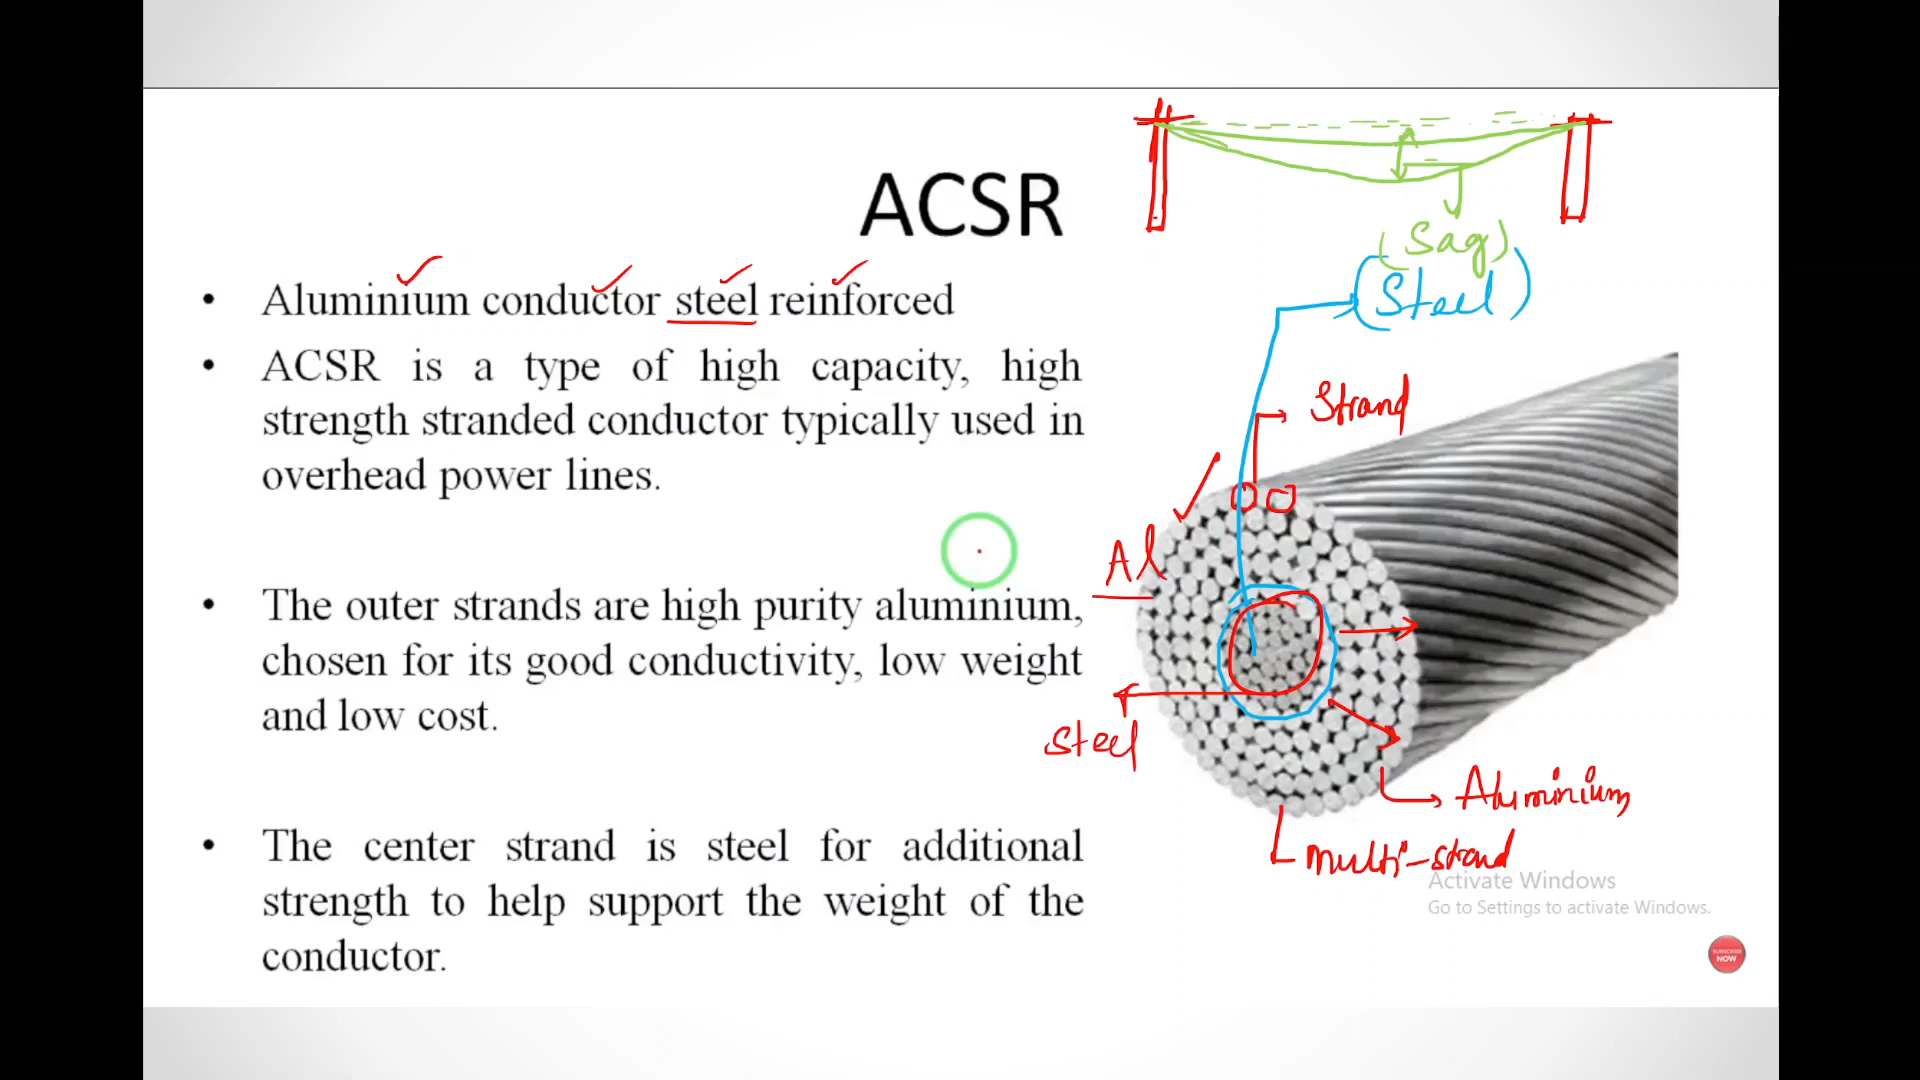 ACSR
(Sag)
(Steel)
• Aluminium conductor steel reinforced
• ACSR is a type of high capacity, high
strength stranded conductor typically used in
overhead power lines.
Strand
Al
• The outer strands are high purity aluminium,
chosen for its good conductivity, low weight
and low cost.
Steel
Aluminium
multi-strand
• The center strand is steel for additional
strength to help support the weight of the
conductor.
Activate Windows
Go to Settings to activate Windows.
SUBSCRIBE
NOW